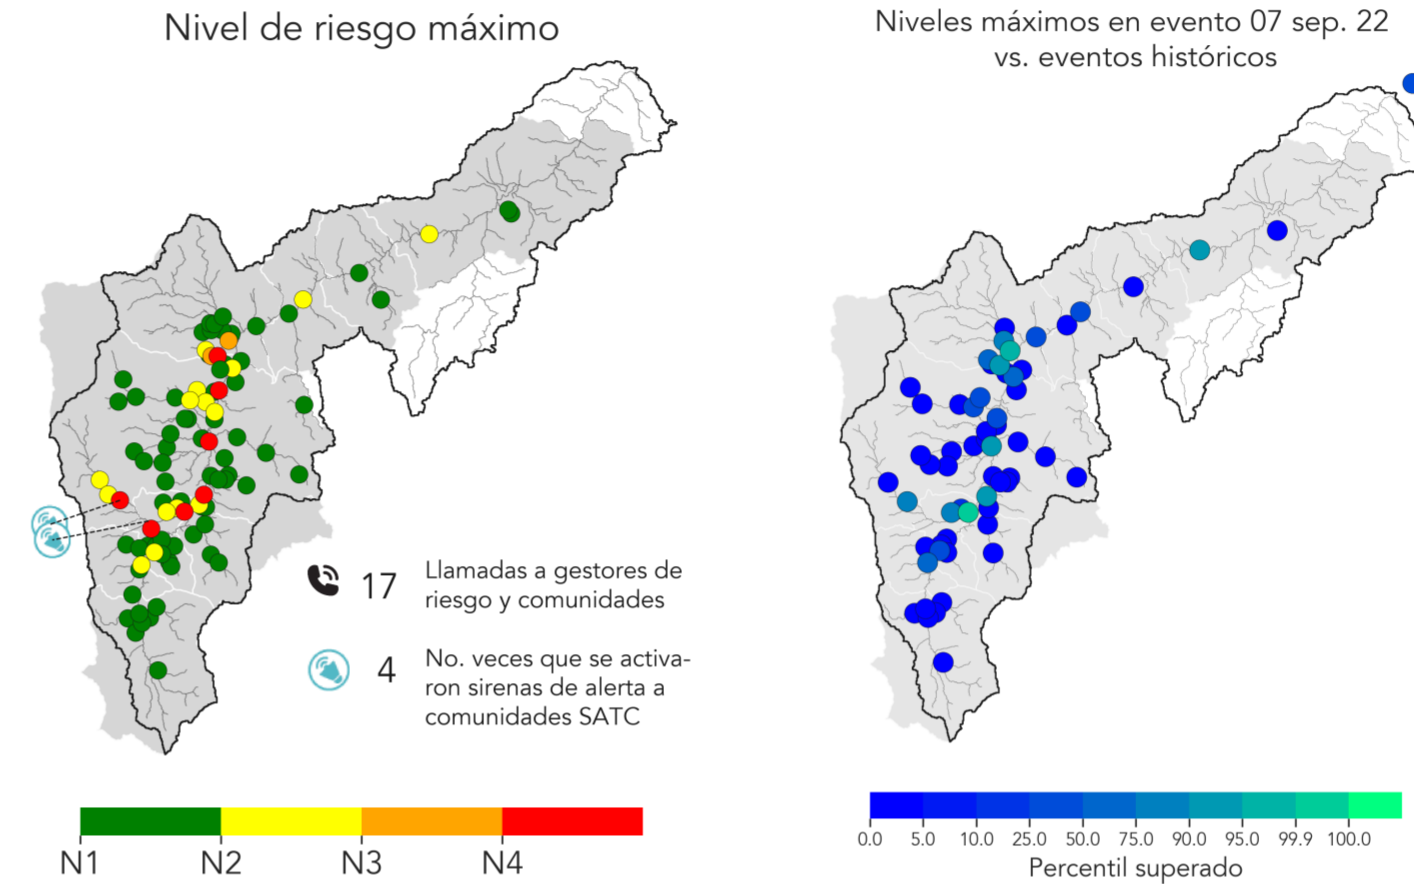 Nivel de riesgo máximo
17
Llamadas a gestores de
riesgo y comunidades
4
No. veces que se activa-
ron sirenas de alerta a
comunidades SATC
N1 N2 N3 N4
Niveles máximos en evento 07 sep. 22
vs. eventos históricos
0.0 5.0 10.0 25.0 50.0 75.0 90.0 95.0 99.9 100.0
Percentil superado